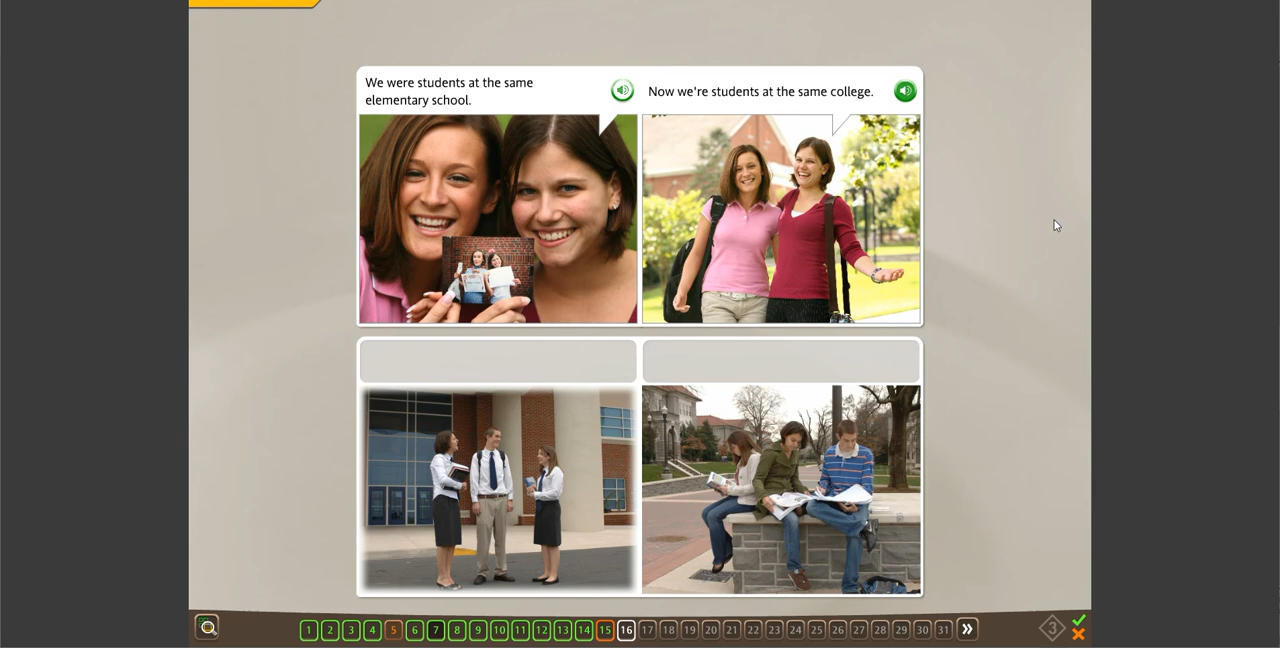 We were students at the same
elementary school.
Now we're students at the same college.
1 2 3 4 5 6 7 8 9 10 11 12 13 14 15 16 17 18 19 20 21 22 23 24 25 26 27 28 29 30 31 »
3